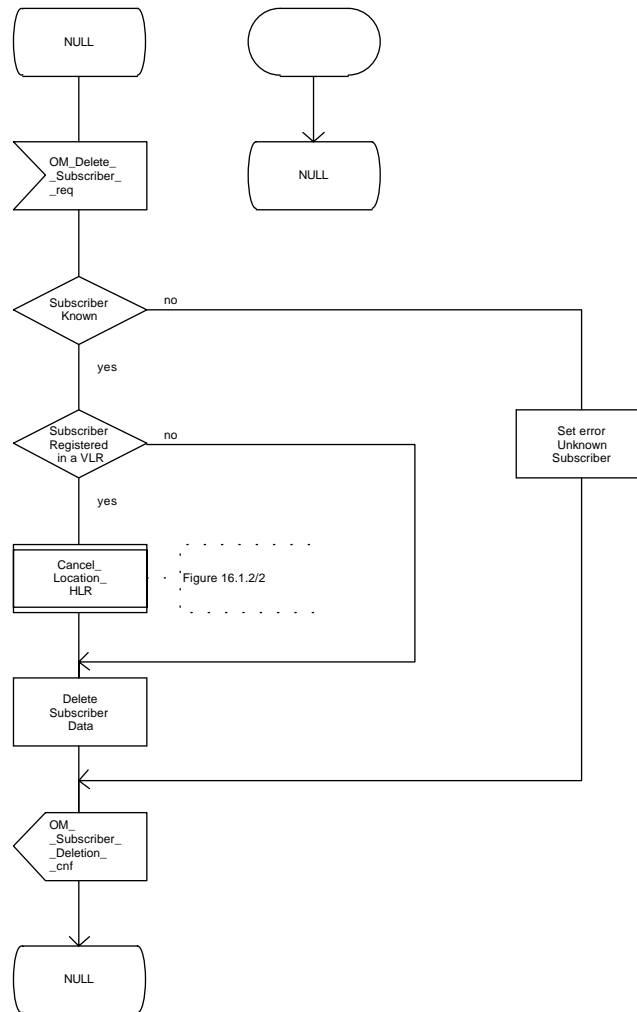 NULL
OM_Delete_
_Subscriber_
_req
NULL
Subscriber
Known
no
yes
Subscriber
Registered
in a VLR
no
Set error
Unknown
Subscriber
yes
Cancel_
Location_
HLR
Figure 16.1.2/2
Delete
Subscriber
Data
OM_
_Subscriber_
_Deletion_
_cnf
NULL